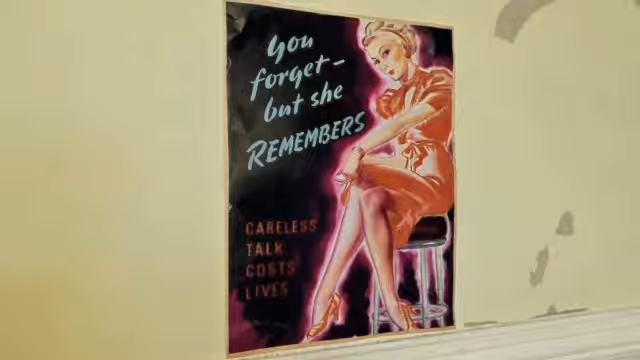 You
forget-
but she
REMEMBERS
CARELESS
TALK
COSTS
LIVES